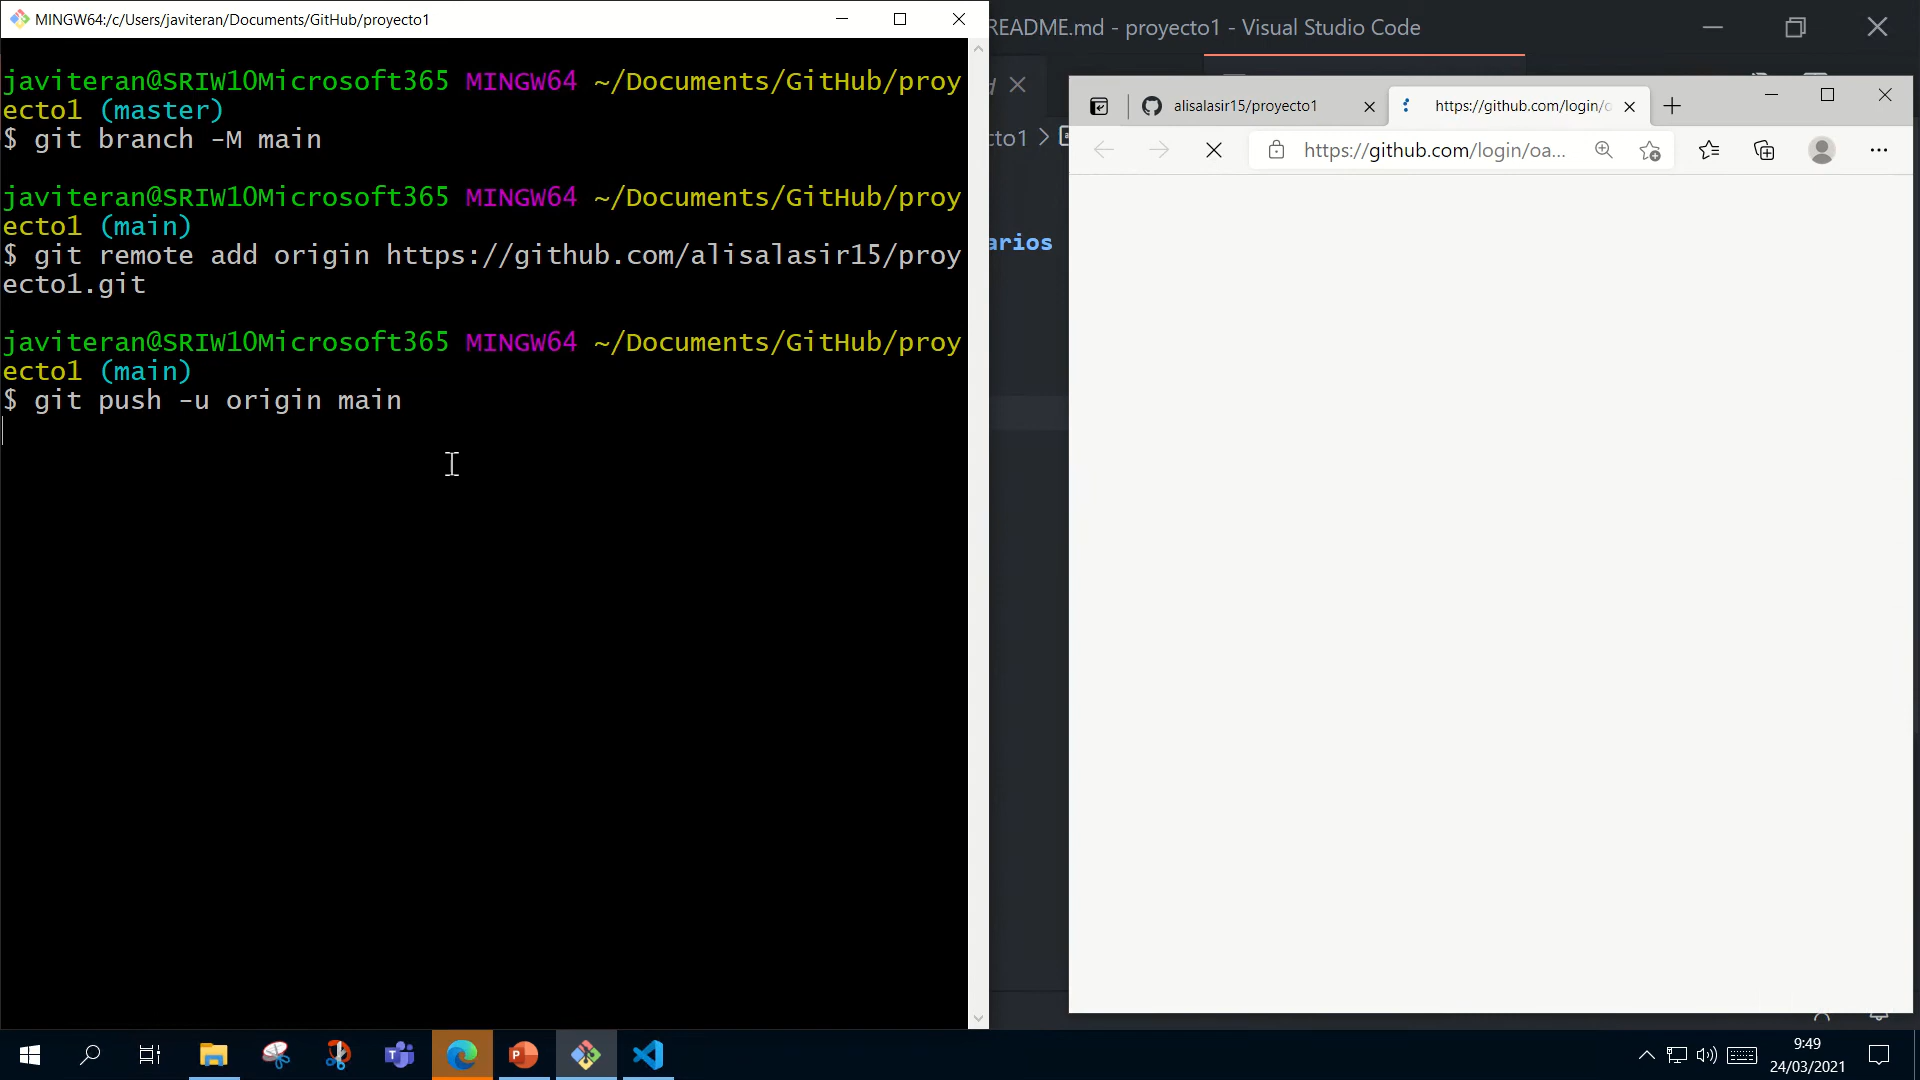 MINGW64:/c/Users/javiteran/Documents/GitHub/proyecto1
javiteran@SRIW10Microsoft365 MINGW64 ~/Documents/GitHub/proy
ecto1 (master)
$ git branch -M main
javiteran@SRIW10Microsoft365 MINGW64 ~/Documents/GitHub/proy
ecto1 (main)
$ git remote add origin https://github.com/alisalasir15/proy
ecto1.git
javiteran@SRIW10Microsoft365 MINGW64 ~/Documents/GitHub/proy
ecto1 (main)
$ git push -u origin main
README.md - proyecto1 - Visual Studio Code
cto1 >
arios
alisalasir15/proyecto1
https://github.com/login/o
https://github.com/login/oa...
9:49
24/03/2021